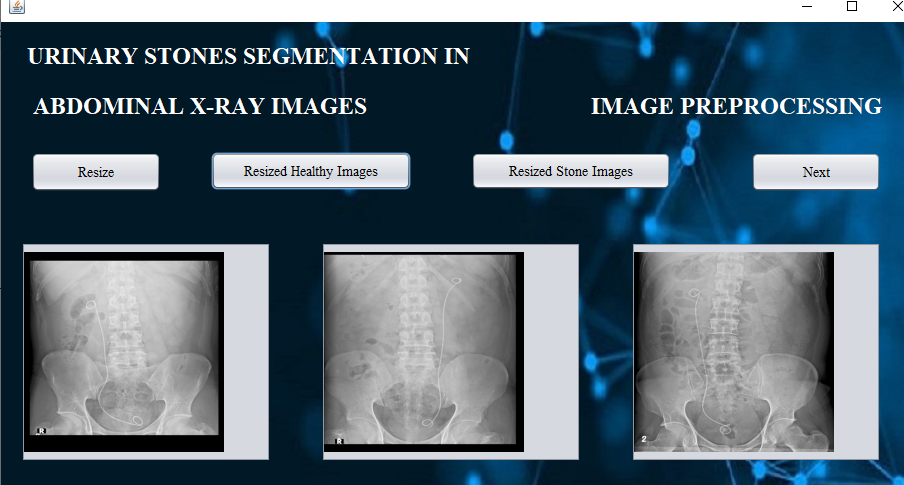 URINARY STONES SEGMENTATION IN
ABDOMINAL X-RAY IMAGES
IMAGE PREPROCESSING
Resize
Resized Healthy Images
Resized Stone Images
Next
R
R
2